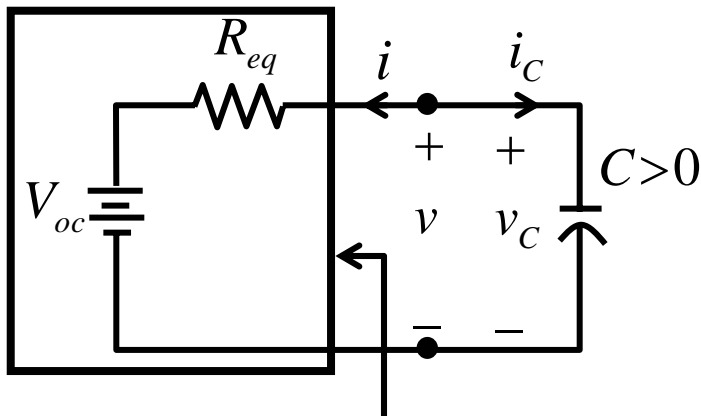 R_eq
i
i_C
+ +
C>0
V_oc
v
v_C
− −